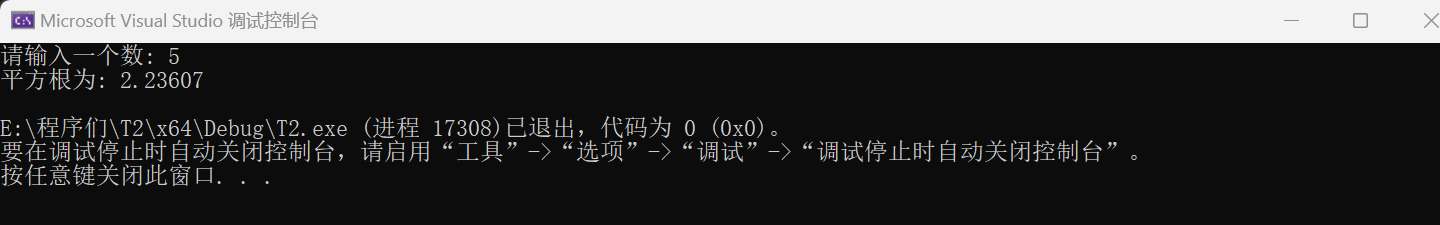 Microsoft Visual Studio 调试控制台
请输入一个数: 5
平方根为: 2.23607
E:\程序们\T2\x64\Debug\T2.exe (进程 17308)已退出，代码为 0 (0x0)。
要在调试停止时自动关闭控制台，请启用“工具”->“选项”->“调试”->“调试停止时自动关闭控制台”。
按任意键关闭此窗口. . .